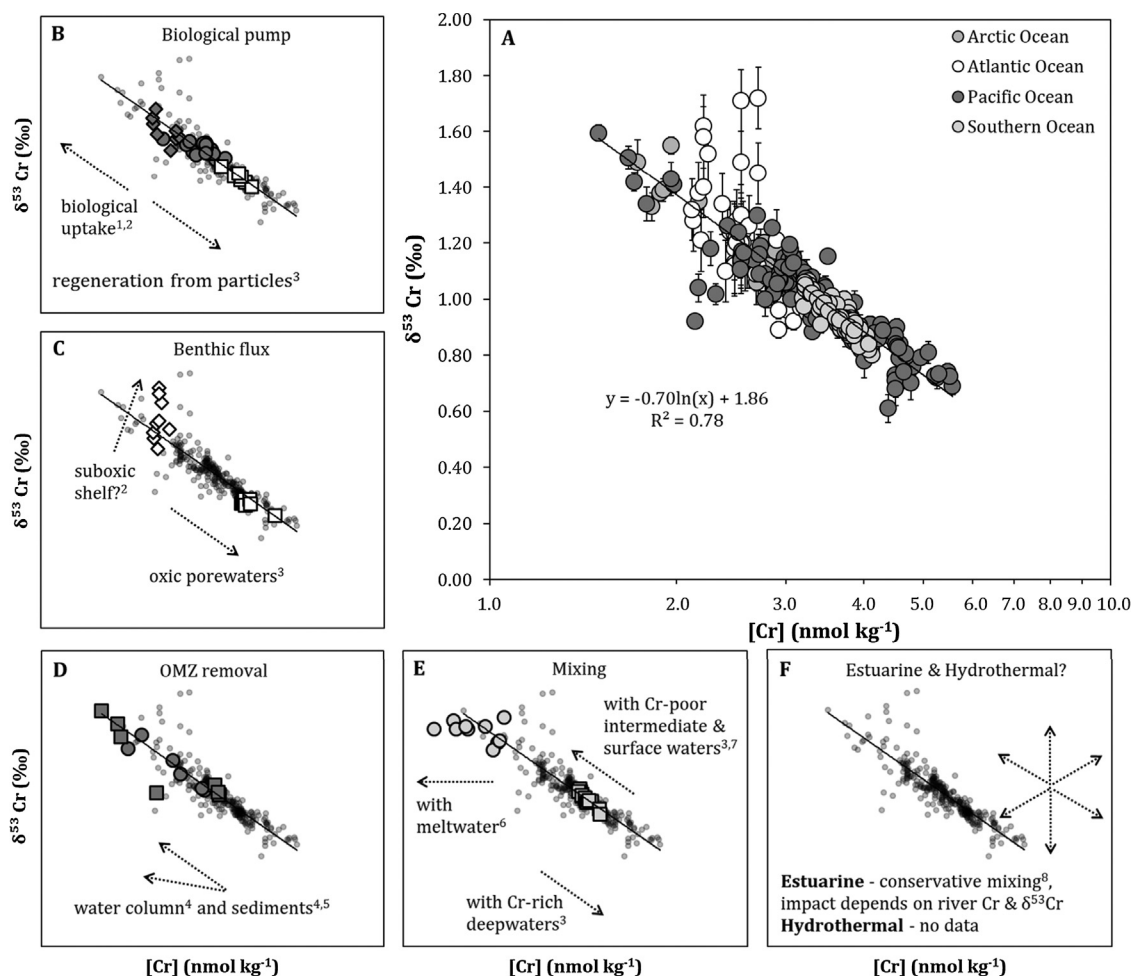 B Biological pump
δ⁵³ Cr (‰)
biological
uptake¹,²
regeneration from particles³
C Benthic flux
δ⁵³ Cr (‰)
suboxic
shelf?²
oxic porewaters³
A
2.00
1.80
1.60
1.40
1.20
1.00
0.80
0.60
0.40
0.20
0.00
δ⁵³ Cr (‰)
Arctic Ocean
Atlantic Ocean
Pacific Ocean
Southern Ocean
y = -0.70ln(x) + 1.86
R² = 0.78
1.0 2.0 3.0 4.0 5.0 6.0 7.0 8.0 9.0 10.0
[Cr] (nmol kg⁻¹)
D OMZ removal
δ⁵³ Cr (‰)
water column⁴ and sediments⁴,⁵
[Cr] (nmol kg⁻¹)
E Mixing
with Cr-poor
intermediate &
surface waters³,⁷
with
meltwater⁶
with Cr-rich
deepwaters³
[Cr] (nmol kg⁻¹)
F Estuarine & Hydrothermal?
Estuarine - conservative mixing⁸,
impact depends on river Cr & δ⁵³Cr
Hydrothermal - no data
[Cr] (nmol kg⁻¹)